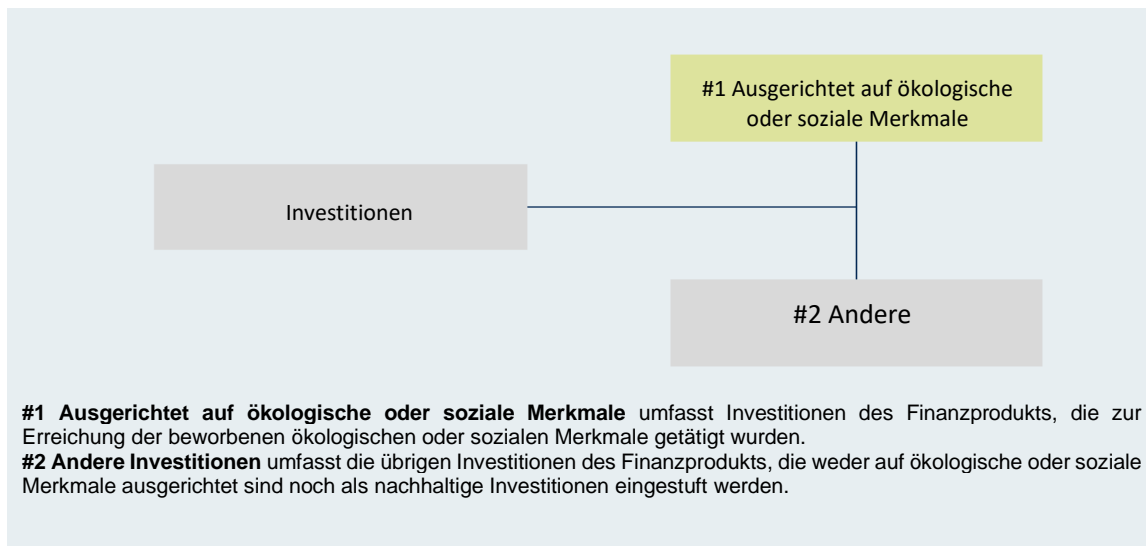 #1 Ausgerichtet auf ökologische
oder soziale Merkmale
Investitionen
#2 Andere
#1 Ausgerichtet auf ökologische oder soziale Merkmale umfasst Investitionen des Finanzprodukts, die zur
Erreichung der beworbenen ökologischen oder sozialen Merkmale getätigt wurden.
#2 Andere Investitionen umfasst die übrigen Investitionen des Finanzprodukts, die weder auf ökologische oder soziale
Merkmale ausgerichtet sind noch als nachhaltige Investitionen eingestuft werden.